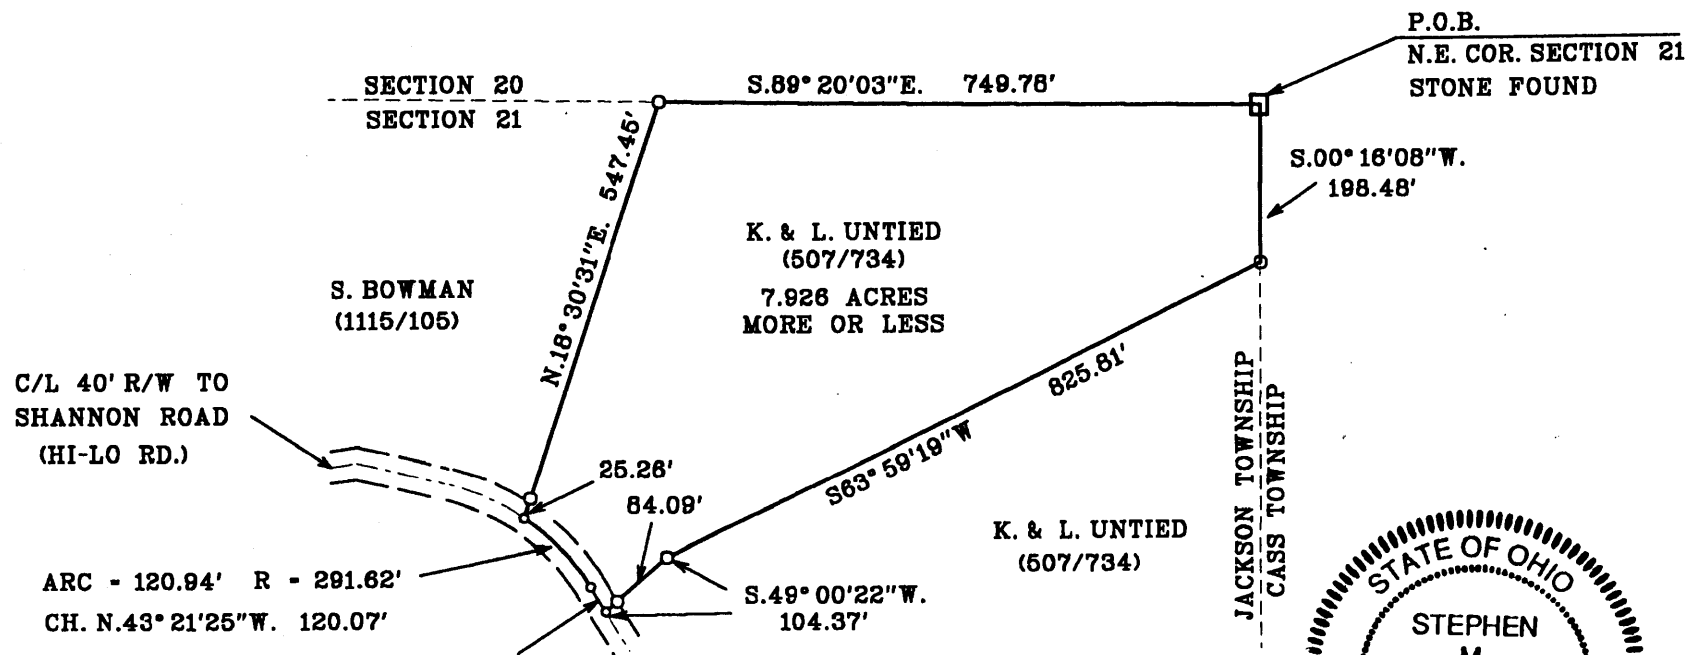 P.O.B.
N.E. COR. SECTION 21
STONE FOUND
SECTION 20
SECTION 21
S.89°20'03"E. 749.78'
S.00°16'08"W.
198.48'
N.18°30'31"E. 547.45'
K. & L. UNTIED
(507/734)
7.926 ACRES
MORE OR LESS
S. BOWMAN
(1115/105)
C/L 40' R/W TO
SHANNON ROAD
(HI-LO RD.)
25.26'
84.09'
S63°59'19"W
825.81'
JACKSON TOWNSHIP
CASS TOWNSHIP
K. & L. UNTIED
(507/734)
ARC - 120.94' R - 291.62'
CH. N.43°21'25"W. 120.07'
S.49°00'22"W.
104.37'
STATE OF OHIO
STEPHEN
M